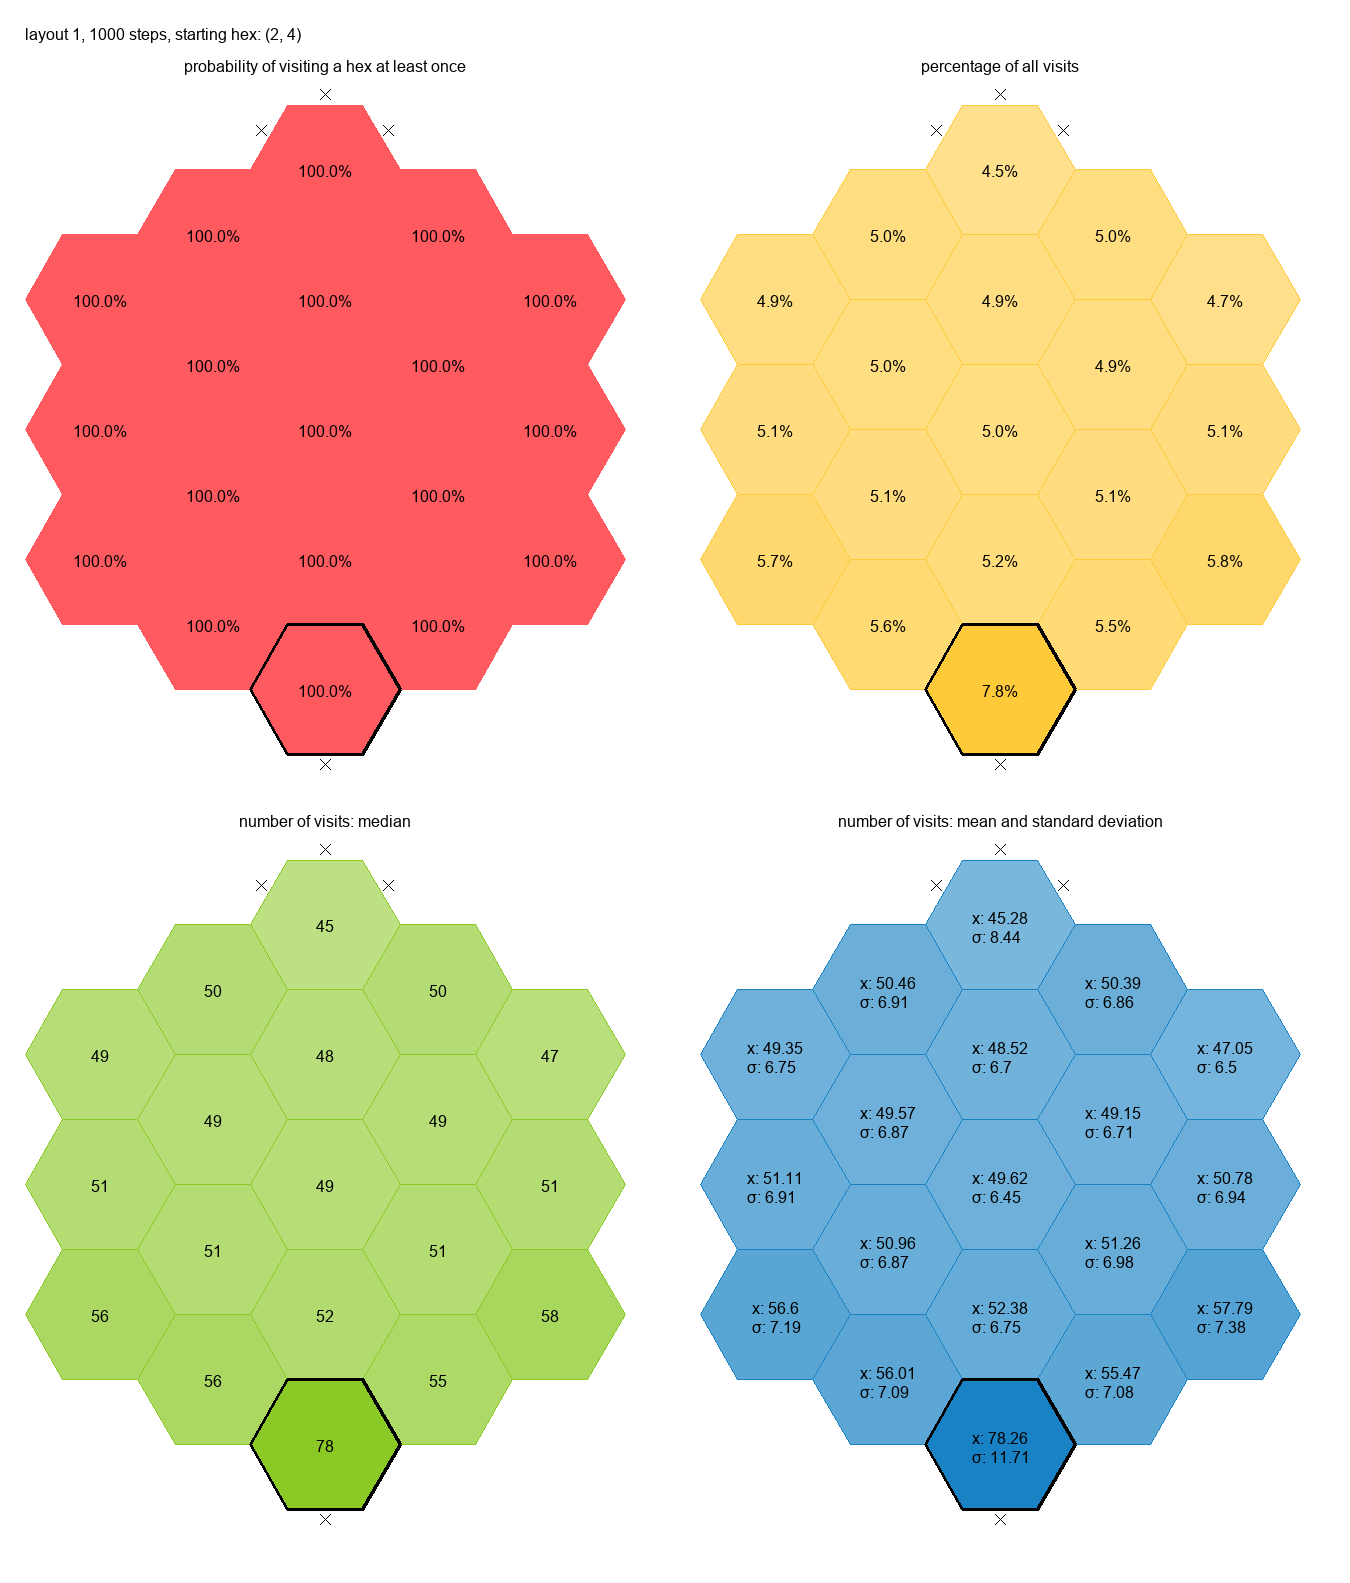 layout 1, 1000 steps, starting hex: (2, 4)
probability of visiting a hex at least once
100.0%
100.0% 100.0%
100.0% 100.0% 100.0%
100.0% 100.0%
100.0% 100.0% 100.0%
100.0% 100.0%
100.0% 100.0% 100.0%
100.0% 100.0%
100.0%
percentage of all visits
4.5%
5.0% 5.0%
4.9% 4.9% 4.7%
5.0% 4.9%
5.1% 5.0% 5.1%
5.1% 5.1%
5.7% 5.2% 5.8%
5.6% 5.5%
7.8%
number of visits: median
45
50 50
49 48 47
49 49
51 49 51
51 51
56 52 58
56 55
78
number of visits: mean and standard deviation
x: 45.28
σ: 8.44
x: 50.46 x: 50.39
σ: 6.91 σ: 6.86
x: 49.35 x: 48.52 x: 47.05
σ: 6.75 σ: 6.7 σ: 6.5
x: 49.57 x: 49.15
σ: 6.87 σ: 6.71
x: 51.11 x: 49.62 x: 50.78
σ: 6.91 σ: 6.45 σ: 6.94
x: 50.96 x: 51.26
σ: 6.87 σ: 6.98
x: 56.6 x: 52.38 x: 57.79
σ: 7.19 σ: 6.75 σ: 7.38
x: 56.01 x: 55.47
σ: 7.09 σ: 7.08
x: 78.26
σ: 11.71